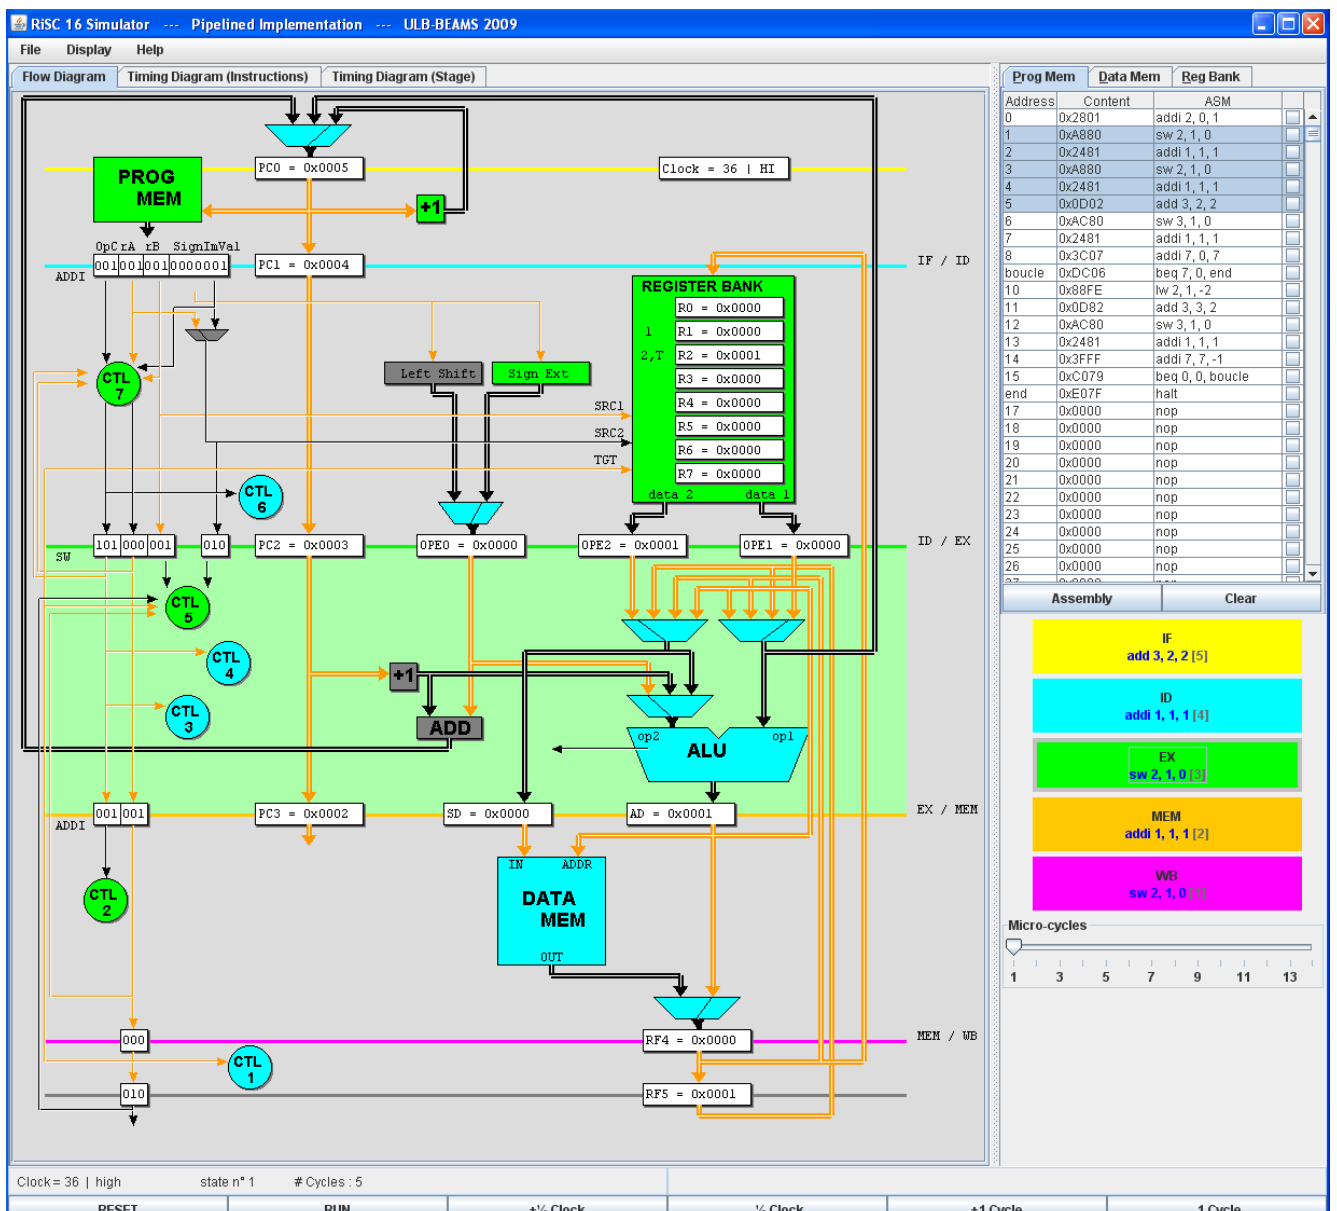 RiSC 16 Simulator --- Pipelined Implementation --- ULB-BEAMS 2009
File Display Help
Flow Diagram Timing Diagram (Instructions) Timing Diagram (Stage)
PC0 = 0x0005
Clock = 36 | HI
PROG
MEM
+1
OpC rA rB SignImVal
001 001 001 0000001
ADDI
PC1 = 0x0004
IF / ID
REGISTER BANK
R0 = 0x0000
1 R1 = 0x0000
2,T R2 = 0x0001
R3 = 0x0000
R4 = 0x0000
R5 = 0x0000
R6 = 0x0000
R7 = 0x0000
data 2 data 1
CTL
7
Left Shift
Sign Ext
SRC1
SRC2
TGT
CTL
6
101 000 001 010
SW
PC2 = 0x0003
OPE0 = 0x0000
OPE2 = 0x0001
OPE1 = 0x0000
ID / EX
CTL
5
CTL
4
CTL
3
+1
ADD
op2 op1
ALU
001 001
ADDI
PC3 = 0x0002
SD = 0x0000
AD = 0x0001
EX / MEM
CTL
2
IN ADDR
DATA
MEM
OUT
000
RF4 = 0x0000
MEM / WB
CTL
1
010
RF5 = 0x0001
Prog Mem Data Mem Reg Bank
Address Content ASM
0 0x2801 addi 2, 0, 1
1 0xA880 sw 2, 1, 0
2 0x2481 addi 1, 1, 1
3 0xA880 sw 2, 1, 0
4 0x2481 addi 1, 1, 1
5 0x0D02 add 3, 2, 2
6 0xAC80 sw 3, 1, 0
7 0x2481 addi 1, 1, 1
8 0x3C07 addi 7, 0, 7
boucle 0xDC06 beq 7, 0, end
10 0x88FE lw 2, 1, -2
11 0x0D82 add 3, 3, 2
12 0xAC80 sw 3, 1, 0
13 0x2481 addi 1, 1, 1
14 0x3FFF addi 7, 7, -1
15 0xC079 beq 0, 0, boucle
end 0xE07F halt
17 0x0000 nop
18 0x0000 nop
19 0x0000 nop
20 0x0000 nop
21 0x0000 nop
22 0x0000 nop
23 0x0000 nop
24 0x0000 nop
25 0x0000 nop
26 0x0000 nop
Assembly Clear
IF
add 3, 2, 2 [5]
ID
addi 1, 1, 1 [4]
EX
sw 2, 1, 0 [3]
MEM
addi 1, 1, 1 [2]
WB
sw 2, 1, 0 [1]
Micro-cycles
1 3 5 7 9 11 13
Clock = 36 | high state n° 1 # Cycles : 5
RESET RUN +½ Clock ½ Clock +1 Cycle 1 Cycle